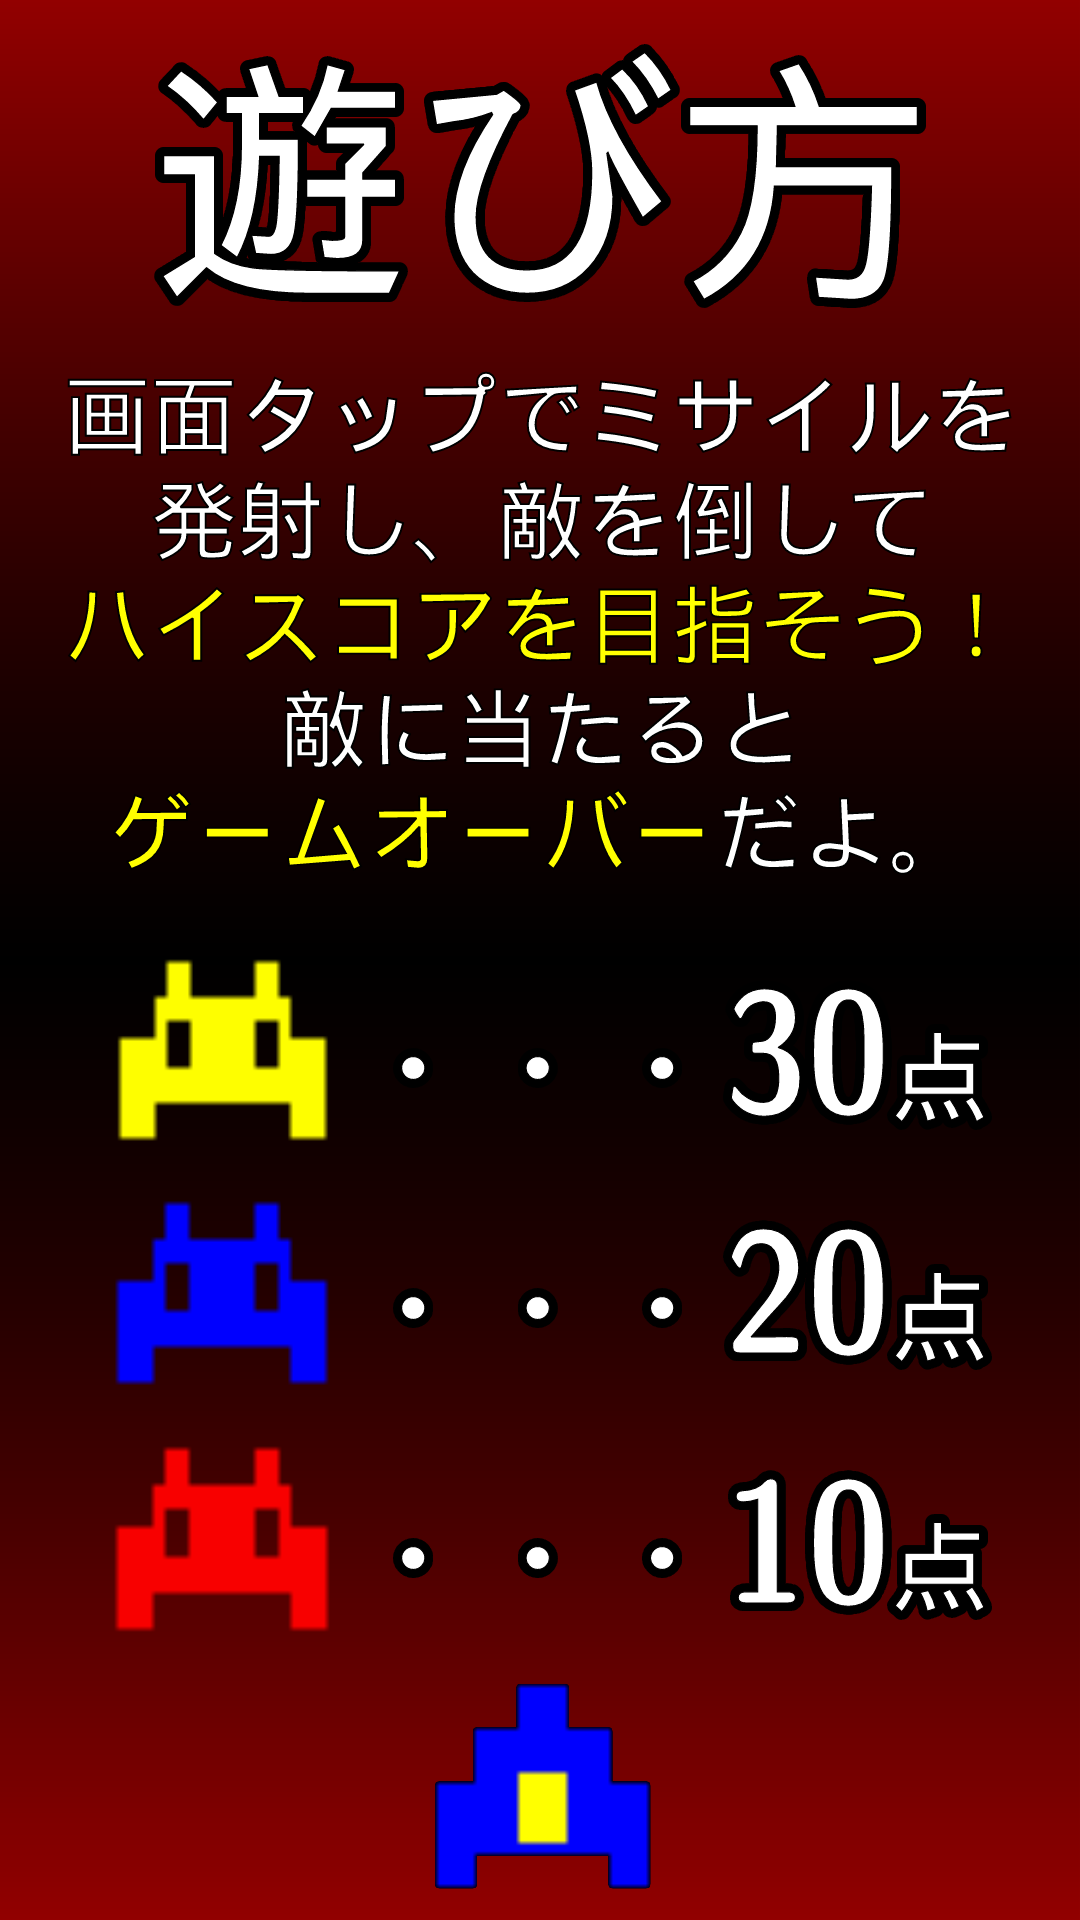 遊び方
画面タップでミサイルを
発射し、敵を倒して
ハイスコアを目指そう！
敵に当たると
ゲームオーバーだよ。
・・・30点
・・・20点
・・・10点